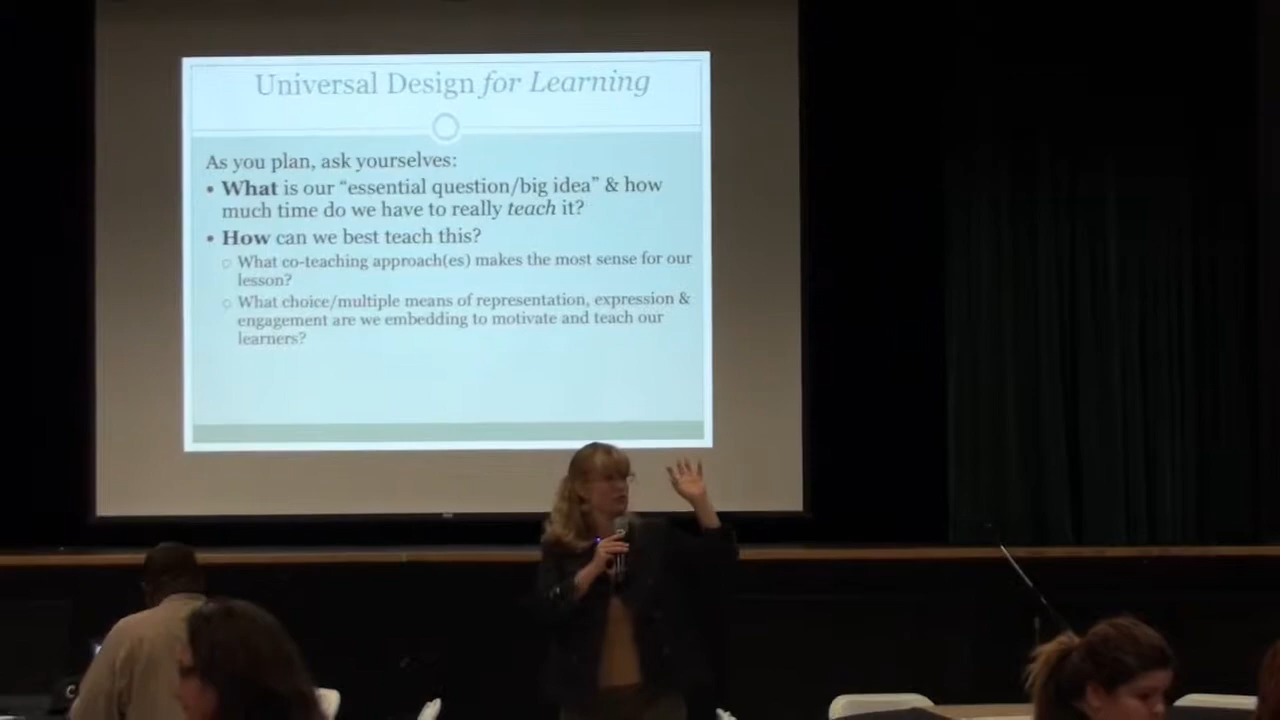 Universal Design for Learning
As you plan, ask yourselves:
• What is our “essential question/big idea” & how
much time do we have to really teach it?
• How can we best teach this?
○ What co-teaching approach(es) makes the most sense for our
lesson?
○ What choice/multiple means of representation, expression &
engagement are we embedding to motivate and teach our
learners?